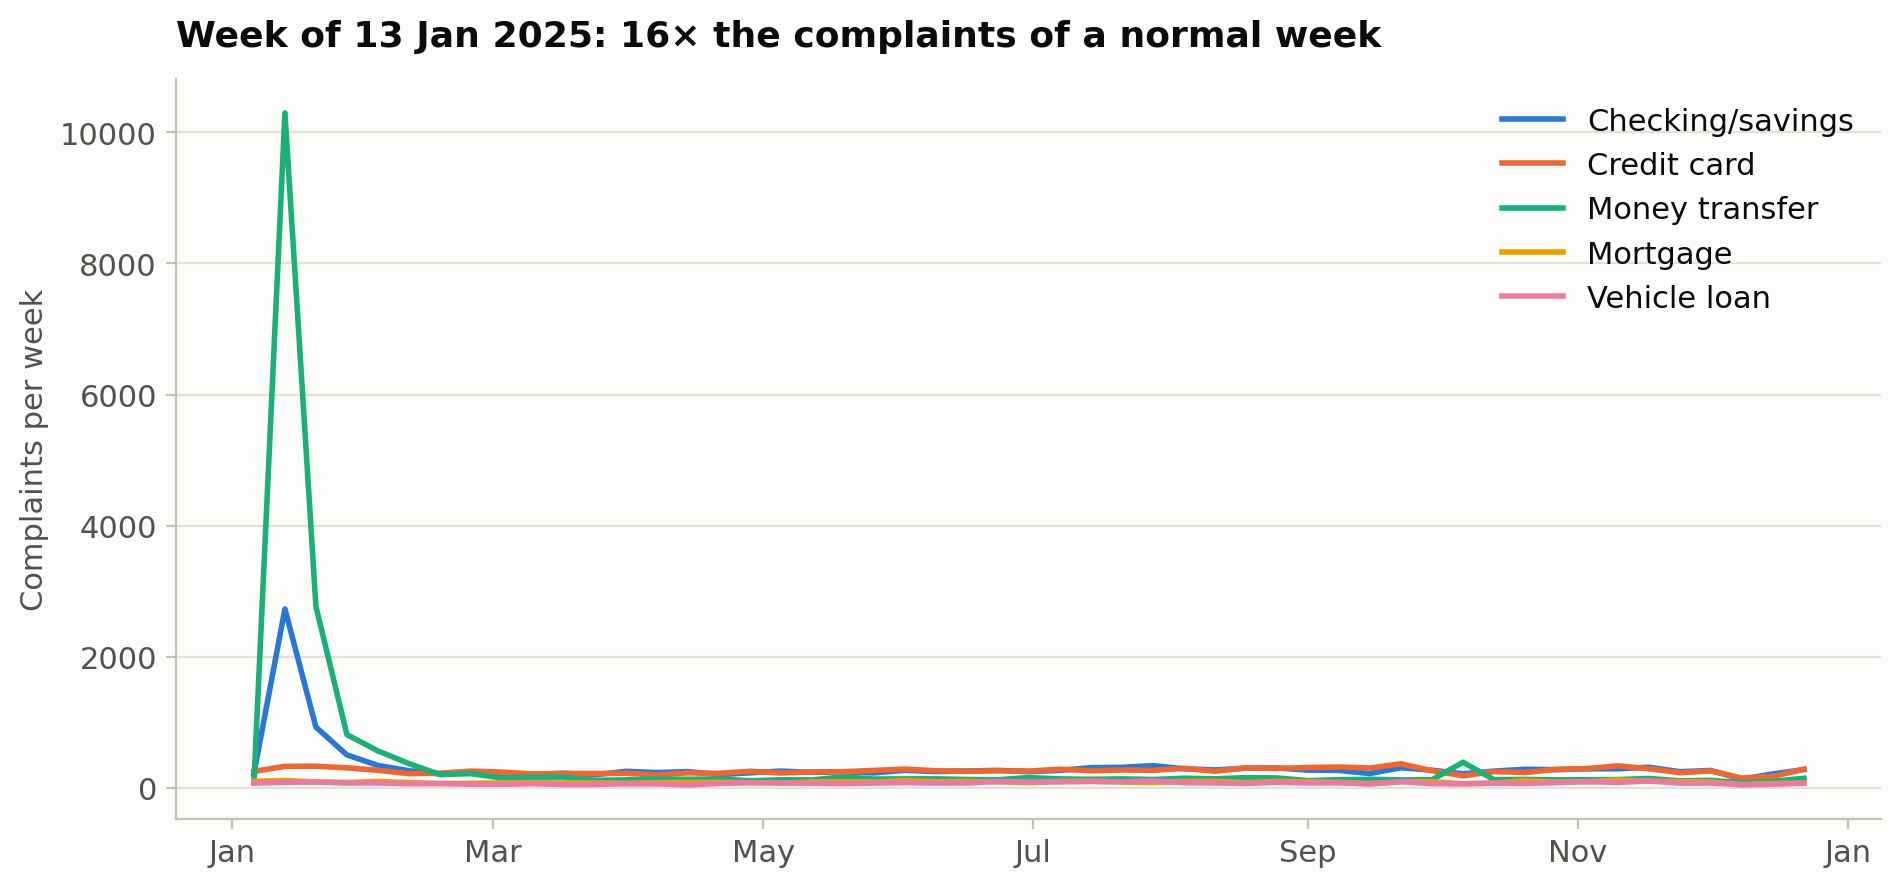 Week of 13 Jan 2025: 16× the complaints of a normal week
Complaints per week
10000
8000
6000
4000
2000
0
Jan
Mar
May
Jul
Sep
Nov
Jan
Checking/savings
Credit card
Money transfer
Mortgage
Vehicle loan